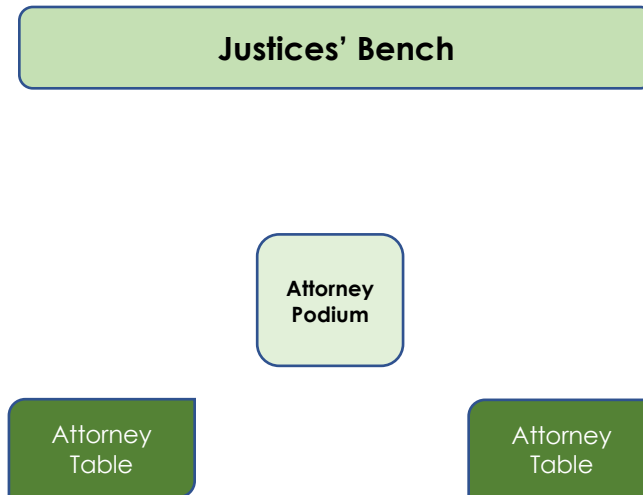 Justices’ Bench
Attorney
Podium
Attorney
Table
Attorney
Table